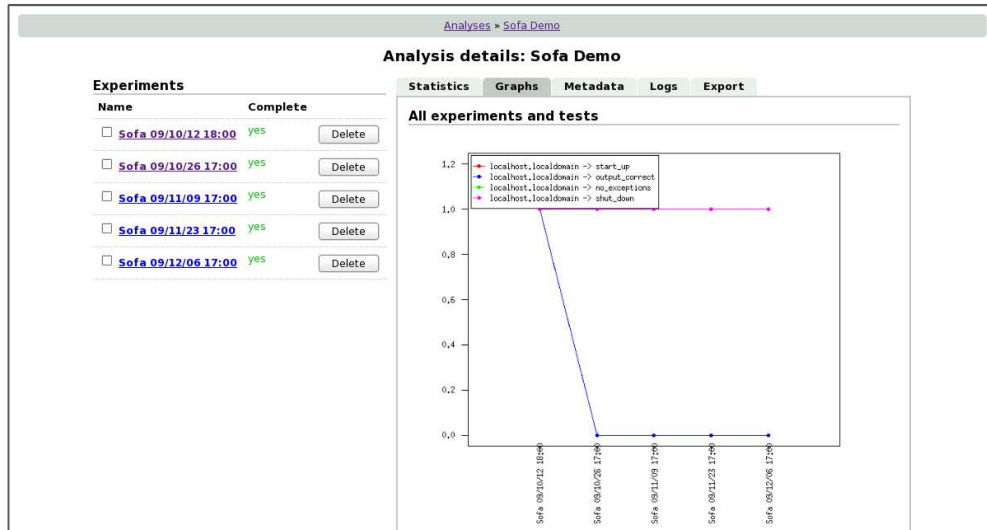 Analyses » Sofa Demo
Analysis details: Sofa Demo
Experiments
Name Complete
Sofa 09/10/12 18:00 yes Delete
Sofa 09/10/26 17:00 yes Delete
Sofa 09/11/09 17:00 yes Delete
Sofa 09/11/23 17:00 yes Delete
Sofa 09/12/06 17:00 yes Delete
Statistics Graphs Metadata Logs Export
All experiments and tests
localhost.localdomain -> start_up
localhost.localdomain -> output_correct
localhost.localdomain -> no_exceptions
localhost.localdomain -> shut_down
1.2
1.0
0.8
0.6
0.4
0.2
0.0
Sofa 09/10/12 18:00
Sofa 09/10/26 17:00
Sofa 09/11/09 17:00
Sofa 09/11/23 17:00
Sofa 09/12/06 17:00